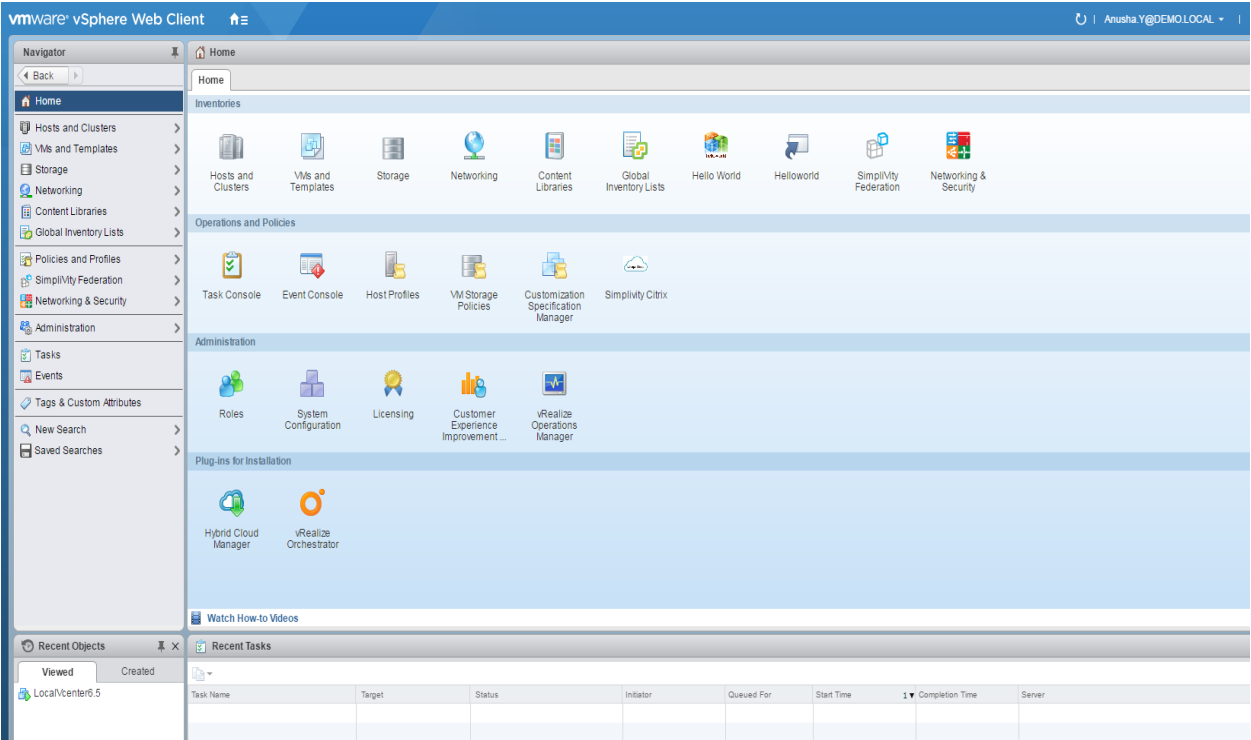 vmware® vSphere Web Client
Anusha.Y@DEMO.LOCAL
Navigator
Back
Home
Hosts and Clusters
VMs and Templates
Storage
Networking
Content Libraries
Global Inventory Lists
Policies and Profiles
SimpliVity Federation
Networking & Security
Administration
Tasks
Events
Tags & Custom Attributes
New Search
Saved Searches
Home
Home
Inventories
Hosts and
Clusters
VMs and
Templates
Storage
Networking
Content
Libraries
Global
Inventory Lists
Hello World
Helloworld
SimpliVity
Federation
Networking &
Security
Operations and Policies
Task Console
Event Console
Host Profiles
VM Storage
Policies
Customization
Specification
Manager
Simplivity Citrix
Administration
Roles
System
Configuration
Licensing
Customer
Experience
Improvement ...
vRealize
Operations
Manager
Plug-ins for Installation
Hybrid Cloud
Manager
vRealize
Orchestrator
Watch How-to Videos
Recent Objects
Viewed
Created
LocalVcenter6.5
Recent Tasks
Task Name
Target
Status
Initiator
Queued For
Start Time
1
Completion Time
Server